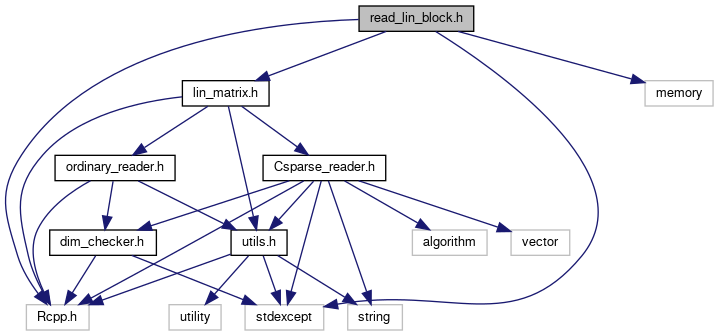 read_lin_block.h
lin_matrix.h
memory
ordinary_reader.h
Csparse_reader.h
dim_checker.h
utils.h
algorithm
vector
Rcpp.h
utility
stdexcept
string